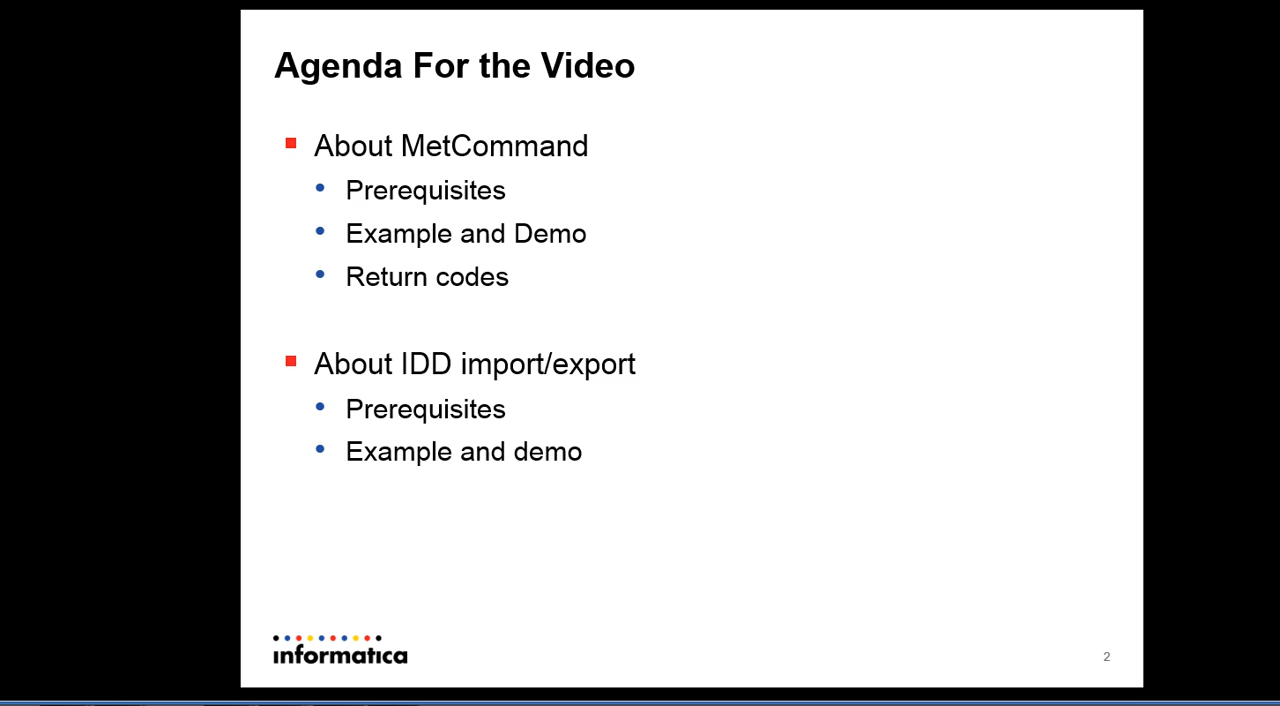 Agenda For the Video
About MetCommand
Prerequisites
Example and Demo
Return codes
About IDD import/export
Prerequisites
Example and demo
informatica
2